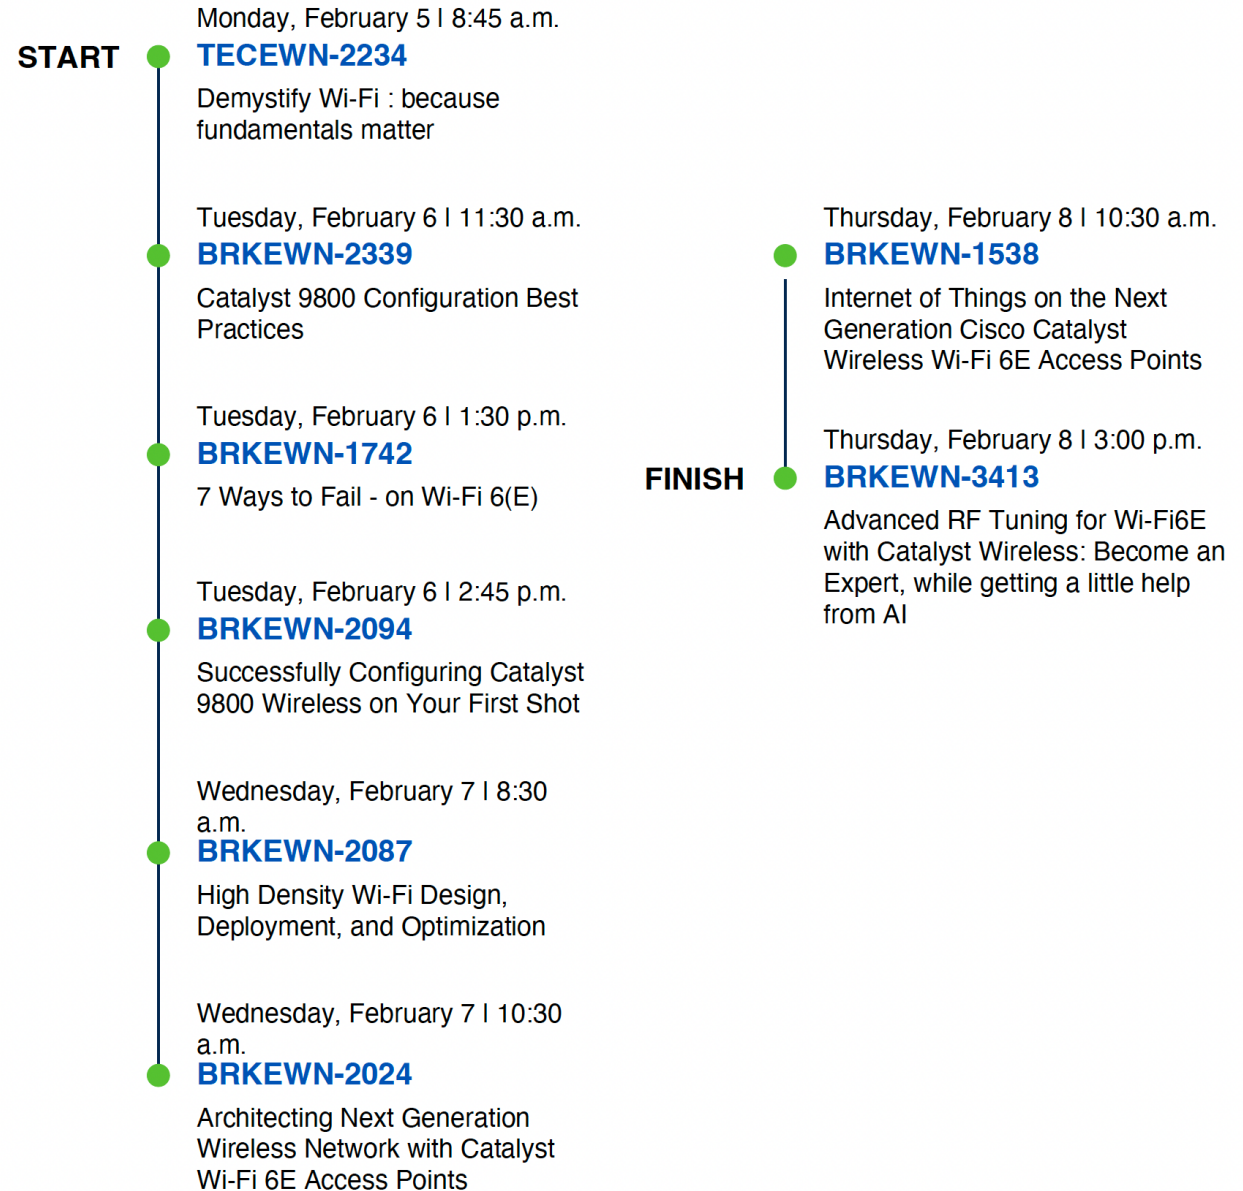 Monday, February 5 | 8:45 a.m.
START
TECEWN-2234
Demystify Wi-Fi : because
fundamentals matter
Tuesday, February 6 | 11:30 a.m.
BRKEWN-2339
Catalyst 9800 Configuration Best
Practices
Tuesday, February 6 | 1:30 p.m.
BRKEWN-1742
7 Ways to Fail - on Wi-Fi 6(E)
Tuesday, February 6 | 2:45 p.m.
BRKEWN-2094
Successfully Configuring Catalyst
9800 Wireless on Your First Shot
Wednesday, February 7 | 8:30
a.m.
BRKEWN-2087
High Density Wi-Fi Design,
Deployment, and Optimization
Wednesday, February 7 | 10:30
a.m.
BRKEWN-2024
Architecting Next Generation
Wireless Network with Catalyst
Wi-Fi 6E Access Points
Thursday, February 8 | 10:30 a.m.
BRKEWN-1538
Internet of Things on the Next
Generation Cisco Catalyst
Wireless Wi-Fi 6E Access Points
Thursday, February 8 | 3:00 p.m.
FINISH
BRKEWN-3413
Advanced RF Tuning for Wi-Fi6E
with Catalyst Wireless: Become an
Expert, while getting a little help
from AI